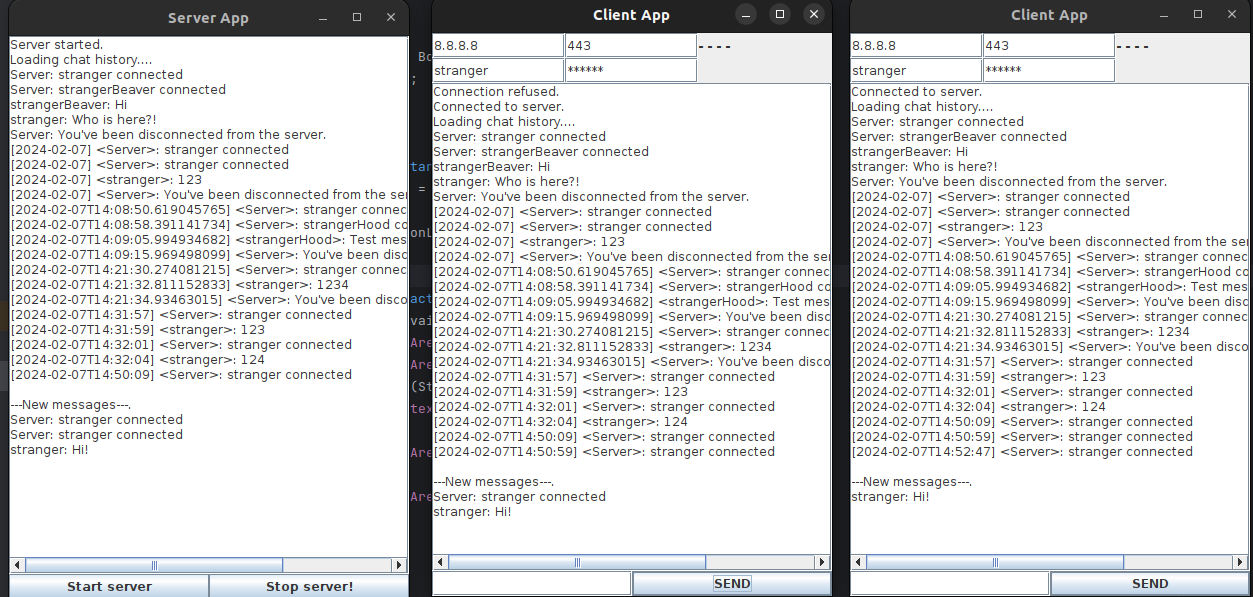 Server App
Server started.
Loading chat history....
Server: stranger connected
Server: strangerBeaver connected
strangerBeaver: Hi
stranger: Who is here?!
Server: You've been disconnected from the server.
[2024-02-07] <Server>: stranger connected
[2024-02-07] <Server>: stranger connected
[2024-02-07] <stranger>: 123
[2024-02-07] <Server>: You've been disconnected from the ser
[2024-02-07T14:08:50.619045765] <Server>: stranger connec
[2024-02-07T14:08:58.391141734] <Server>: strangerHood co
[2024-02-07T14:09:05.994934682] <strangerHood>: Test mes
[2024-02-07T14:09:15.969498099] <Server>: You've been disc
[2024-02-07T14:21:30.274081215] <Server>: stranger connec
[2024-02-07T14:21:32.811152833] <stranger>: 1234
[2024-02-07T14:21:34.93463015] <Server>: You've been disco
[2024-02-07T14:31:57] <Server>: stranger connected
[2024-02-07T14:31:59] <stranger>: 123
[2024-02-07T14:32:01] <Server>: stranger connected
[2024-02-07T14:32:04] <stranger>: 124
[2024-02-07T14:50:09] <Server>: stranger connected
---New messages---.
Server: stranger connected
Server: stranger connected
stranger: Hi!
Start server
Stop server!
Client App
8.8.8.8 443 - - - -
stranger ******
Connection refused.
Connected to server.
Loading chat history....
Server: stranger connected
Server: strangerBeaver connected
strangerBeaver: Hi
stranger: Who is here?!
Server: You've been disconnected from the server.
[2024-02-07] <Server>: stranger connected
[2024-02-07] <Server>: stranger connected
[2024-02-07] <stranger>: 123
[2024-02-07] <Server>: You've been disconnected from the ser
[2024-02-07T14:08:50.619045765] <Server>: stranger connec
[2024-02-07T14:08:58.391141734] <Server>: strangerHood co
[2024-02-07T14:09:05.994934682] <strangerHood>: Test mes
[2024-02-07T14:09:15.969498099] <Server>: You've been disc
[2024-02-07T14:21:30.274081215] <Server>: stranger connec
[2024-02-07T14:21:32.811152833] <stranger>: 1234
[2024-02-07T14:21:34.93463015] <Server>: You've been disco
[2024-02-07T14:31:57] <Server>: stranger connected
[2024-02-07T14:31:59] <stranger>: 123
[2024-02-07T14:32:01] <Server>: stranger connected
[2024-02-07T14:32:04] <stranger>: 124
[2024-02-07T14:50:09] <Server>: stranger connected
[2024-02-07T14:50:59] <Server>: stranger connected
---New messages---.
Server: stranger connected
stranger: Hi!
SEND
Client App
8.8.8.8 443 - - - -
stranger ******
Connected to server.
Loading chat history....
Server: stranger connected
Server: strangerBeaver connected
strangerBeaver: Hi
stranger: Who is here?!
Server: You've been disconnected from the server.
[2024-02-07] <Server>: stranger connected
[2024-02-07] <Server>: stranger connected
[2024-02-07] <stranger>: 123
[2024-02-07] <Server>: You've been disconnected from the ser
[2024-02-07T14:08:50.619045765] <Server>: stranger connec
[2024-02-07T14:08:58.391141734] <Server>: strangerHood co
[2024-02-07T14:09:05.994934682] <strangerHood>: Test mes
[2024-02-07T14:09:15.969498099] <Server>: You've been disc
[2024-02-07T14:21:30.274081215] <Server>: stranger connec
[2024-02-07T14:21:32.811152833] <stranger>: 1234
[2024-02-07T14:21:34.93463015] <Server>: You've been disco
[2024-02-07T14:31:57] <Server>: stranger connected
[2024-02-07T14:31:59] <stranger>: 123
[2024-02-07T14:32:01] <Server>: stranger connected
[2024-02-07T14:32:04] <stranger>: 124
[2024-02-07T14:50:09] <Server>: stranger connected
[2024-02-07T14:50:59] <Server>: stranger connected
[2024-02-07T14:52:47] <Server>: stranger connected
---New messages---.
stranger: Hi!
SEND